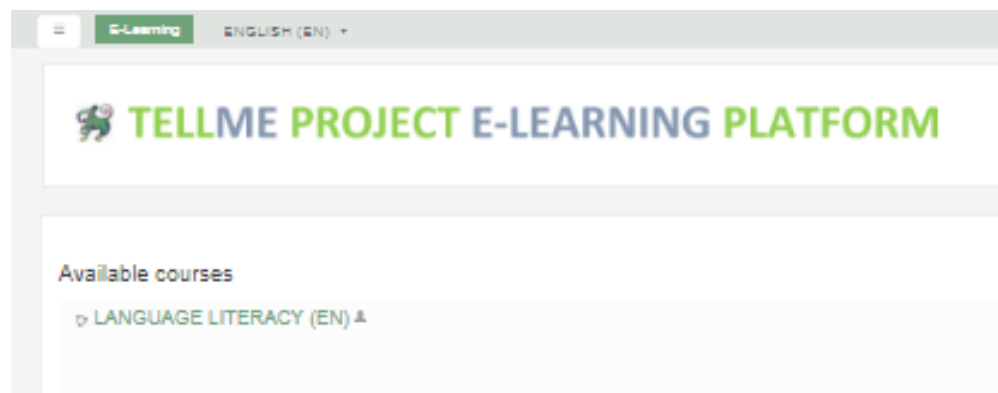 E-Learning ENGLISH (EN)
TELLME PROJECT E-LEARNING PLATFORM
Available courses
LANGUAGE LITERACY (EN)